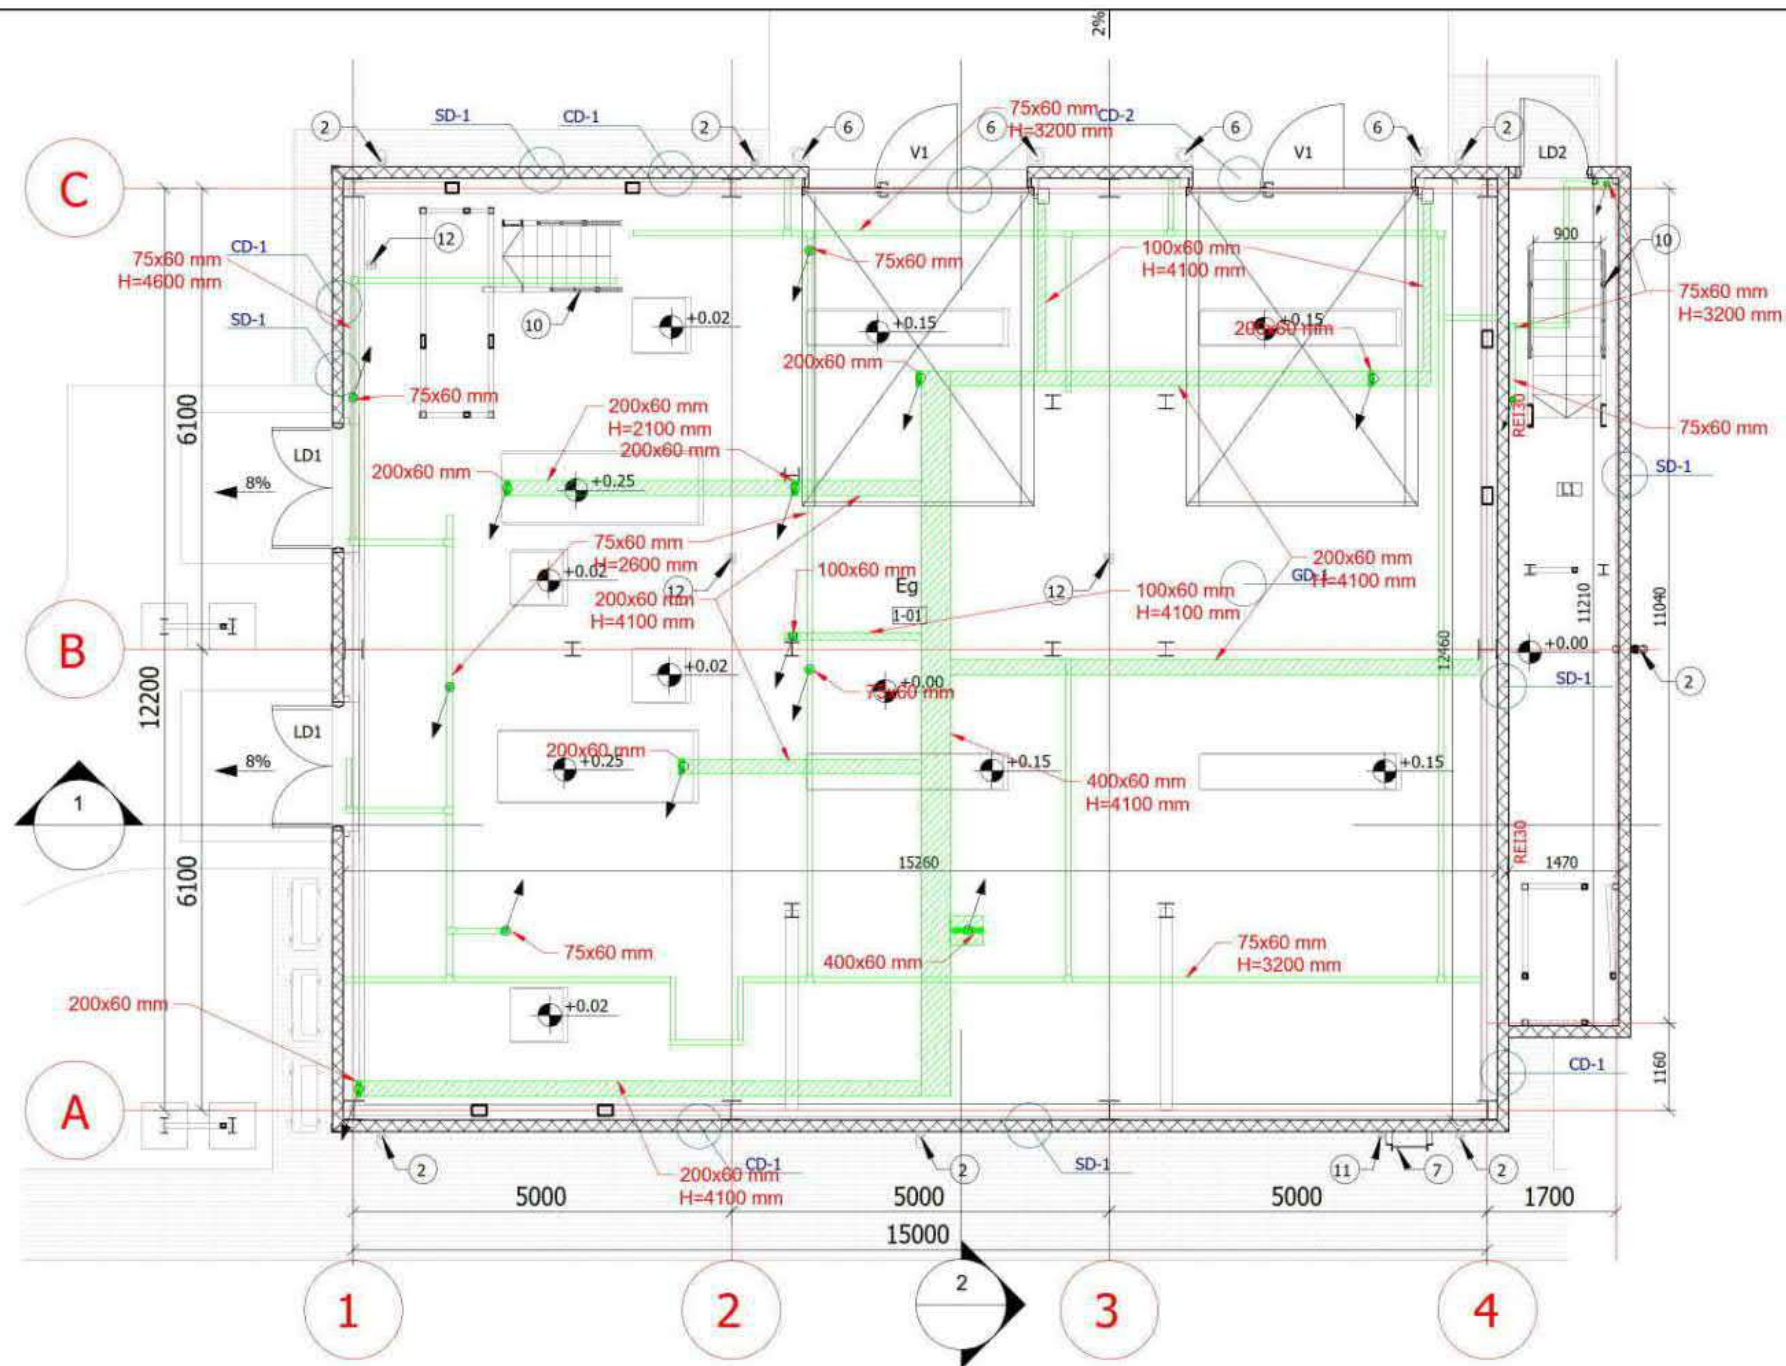 2%
2
SD-1
CD-1
2
6
75x60 mm
H=3200 mm
6
CD-2
6
6
2
V1
V1
LD2
C
12
CD-1
75x60 mm
H=4600 mm
SD-1
10
+0.02
75x60 mm
+0.15
100x60 mm
H=4100 mm
+0.15
200x60 mm
900
10
75x60 mm
H=3200 mm
200x60 mm
6100
75x60 mm
200x60 mm
H=2100 mm
200x60 mm
REI30
75x60 mm
LD1
8%
200x60 mm
+0.25
SD-1
L1
75x60 mm
H=2600 mm
+0.02
12
100x60 mm
Eg
1-01
12
GD-1
200x60 mm
H=4100 mm
200x60 mm
H=4100 mm
100x60 mm
H=4100 mm
11210
11040
B
12200
+0.02
+0.00
75x60 mm
12460
+0.00
SD-1
2
LD1
8%
200x60 mm
+0.25
+0.15
400x60 mm
H=4100 mm
+0.15
1
6100
15260
REI30
1470
75x60 mm
400x60 mm
75x60 mm
H=3200 mm
200x60 mm
+0.02
CD-1
1160
A
2
CD-1
200x60 mm
H=4100 mm
2
SD-1
11
7
2
5000
5000
5000
1700
15000
1
2
2
3
4